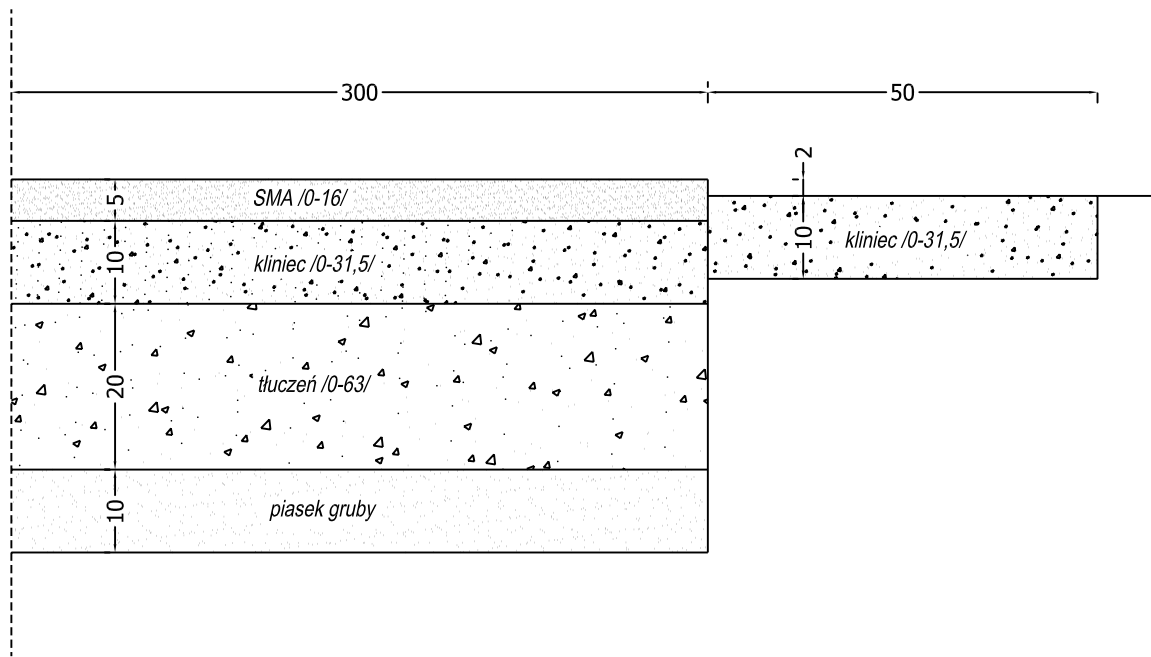 300
50
2
5
SMA /0-16/
10
kliniec /0-31,5/
10
kliniec /0-31,5/
20
tłuczeń /0-63/
10
piasek gruby